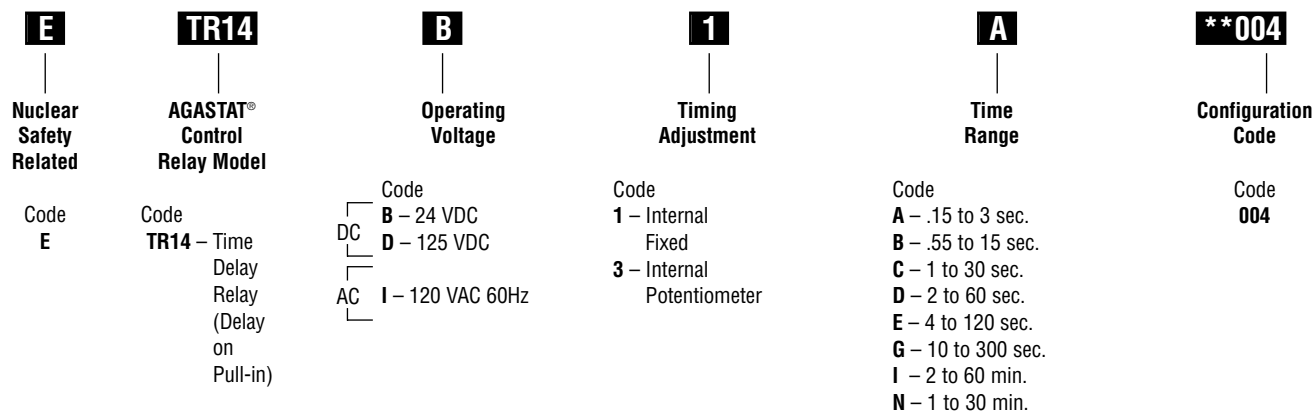 E TR14 B 1 A **004
Nuclear
Safety
Related
AGASTAT®
Control
Relay Model
Operating
Voltage
Timing
Adjustment
Time
Range
Configuration
Code
Code
E
Code
TR14 – Time
Delay
Relay
(Delay
on
Pull-in)
Code
DC
B – 24 VDC
D – 125 VDC
AC
I – 120 VAC 60Hz
Code
1 – Internal
Fixed
3 – Internal
Potentiometer
Code
A – .15 to 3 sec.
B – .55 to 15 sec.
C – 1 to 30 sec.
D – 2 to 60 sec.
E – 4 to 120 sec.
G – 10 to 300 sec.
I – 2 to 60 min.
N – 1 to 30 min.
Code
004